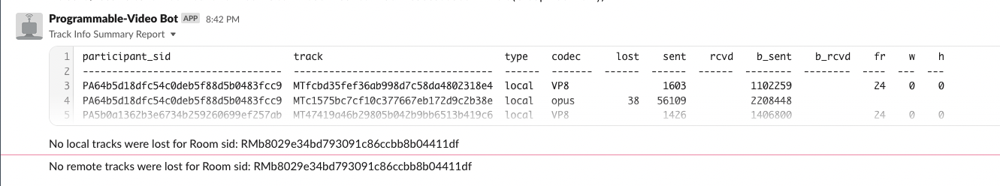 Programmable-Video Bot APP 8:42 PM
Track Info Summary Report
1 participant_sid track type codec lost sent rcvd b_sent b_rcvd fr w h
2 ---------------------------------- ---------------------------------- ------ ------- ----- ------ ------ -------- -------- ---- --- ---
3 PA64b5d18dfc54c0deb5f88d5b0483fcc9 MTfcbd35fef36ab998d7c58da4802318e4 local VP8 1603 1102259 24 0 0
4 PA64b5d18dfc54c0deb5f88d5b0483fcc9 MTc1575bc7cf10c377667eb172d9c2b38e local opus 38 56109 2208448
5 PA5b0a1362b3e6734b259260699ef257ab MT47419a46b29805b042b9bb6513b419c6 local VP8 1426 1406800 24 0 0
No local tracks were lost for Room sid: RMb8029e34bd793091c86ccbb8b04411df
No remote tracks were lost for Room sid: RMb8029e34bd793091c86ccbb8b04411df